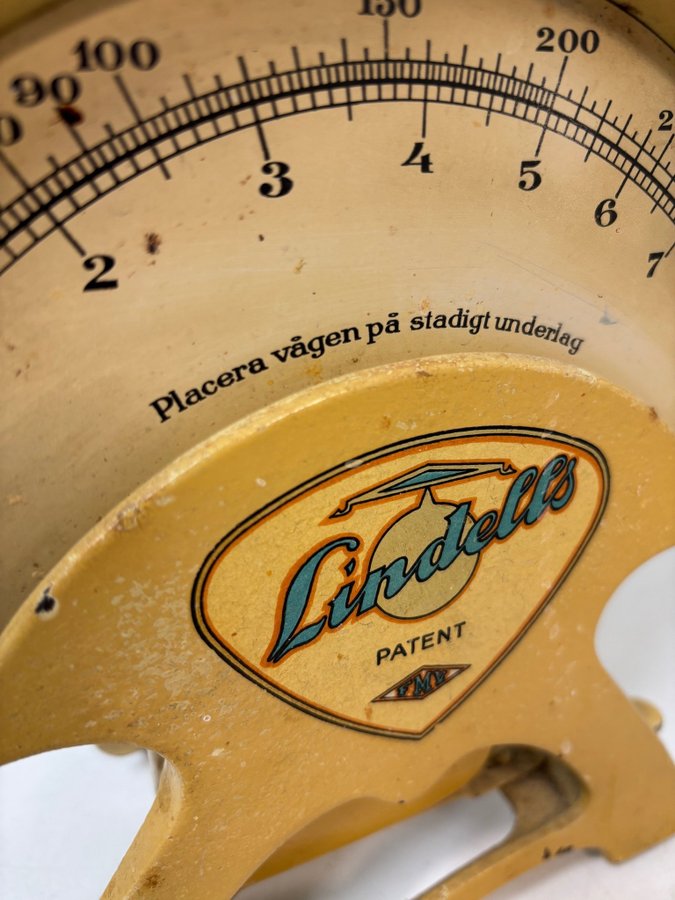 90 100 150 200
2 3 4 5 6 7
Placera vågen på stadigt underlag
Lindells
PATENT